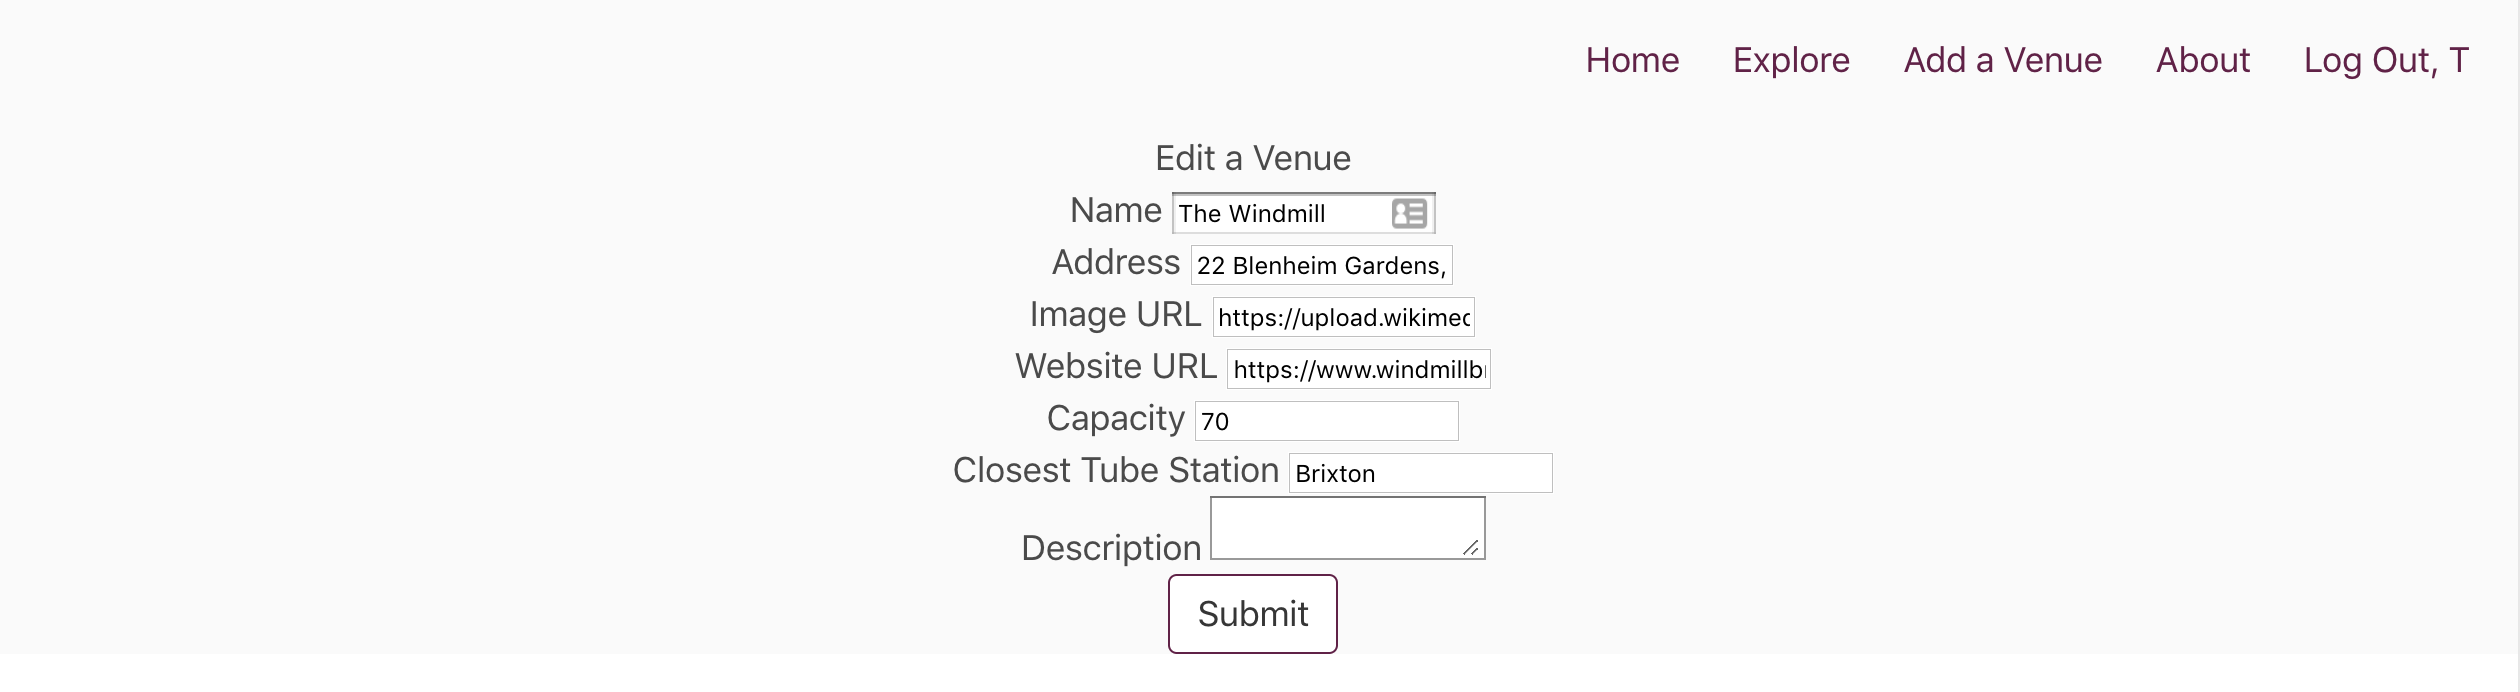 Home Explore Add a Venue About Log Out, T
Edit a Venue
Name The Windmill
Address 22 Blenheim Gardens,
Image URL https://upload.wikimec
Website URL https://www.windmillb
Capacity 70
Closest Tube Station Brixton
Description
Submit